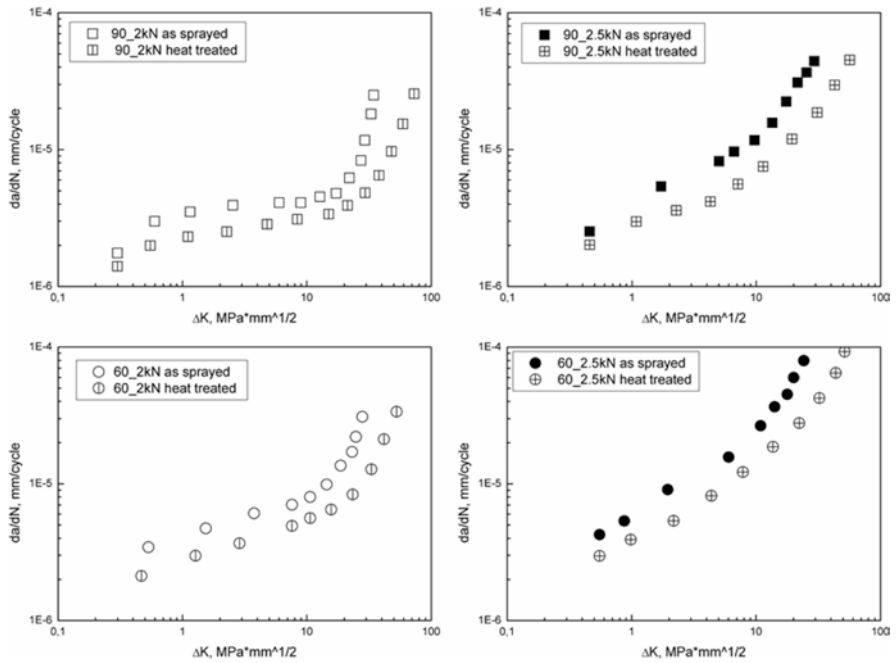 1E-4
90_2kN as sprayed
90_2kN heat treated
da/dN, mm/cycle
1E-5
1E-6
0,1
1
10
100
ΔK, MPa*mm^1/2
1E-4
90_2.5kN as sprayed
90_2.5kN heat treated
da/dN, mm/cycle
1E-5
1E-6
0,1
1
10
100
ΔK, MPa*mm^1/2
1E-4
60_2kN as sprayed
60_2kN heat treated
da/dN, mm/cycle
1E-5
1E-6
0,1
1
10
100
ΔK, MPa*mm^1/2
1E-4
60_2.5kN as sprayed
60_2.5kN heat treated
da/dN, mm/cycle
1E-5
1E-6
0,1
1
10
100
ΔK, MPa*mm^1/2